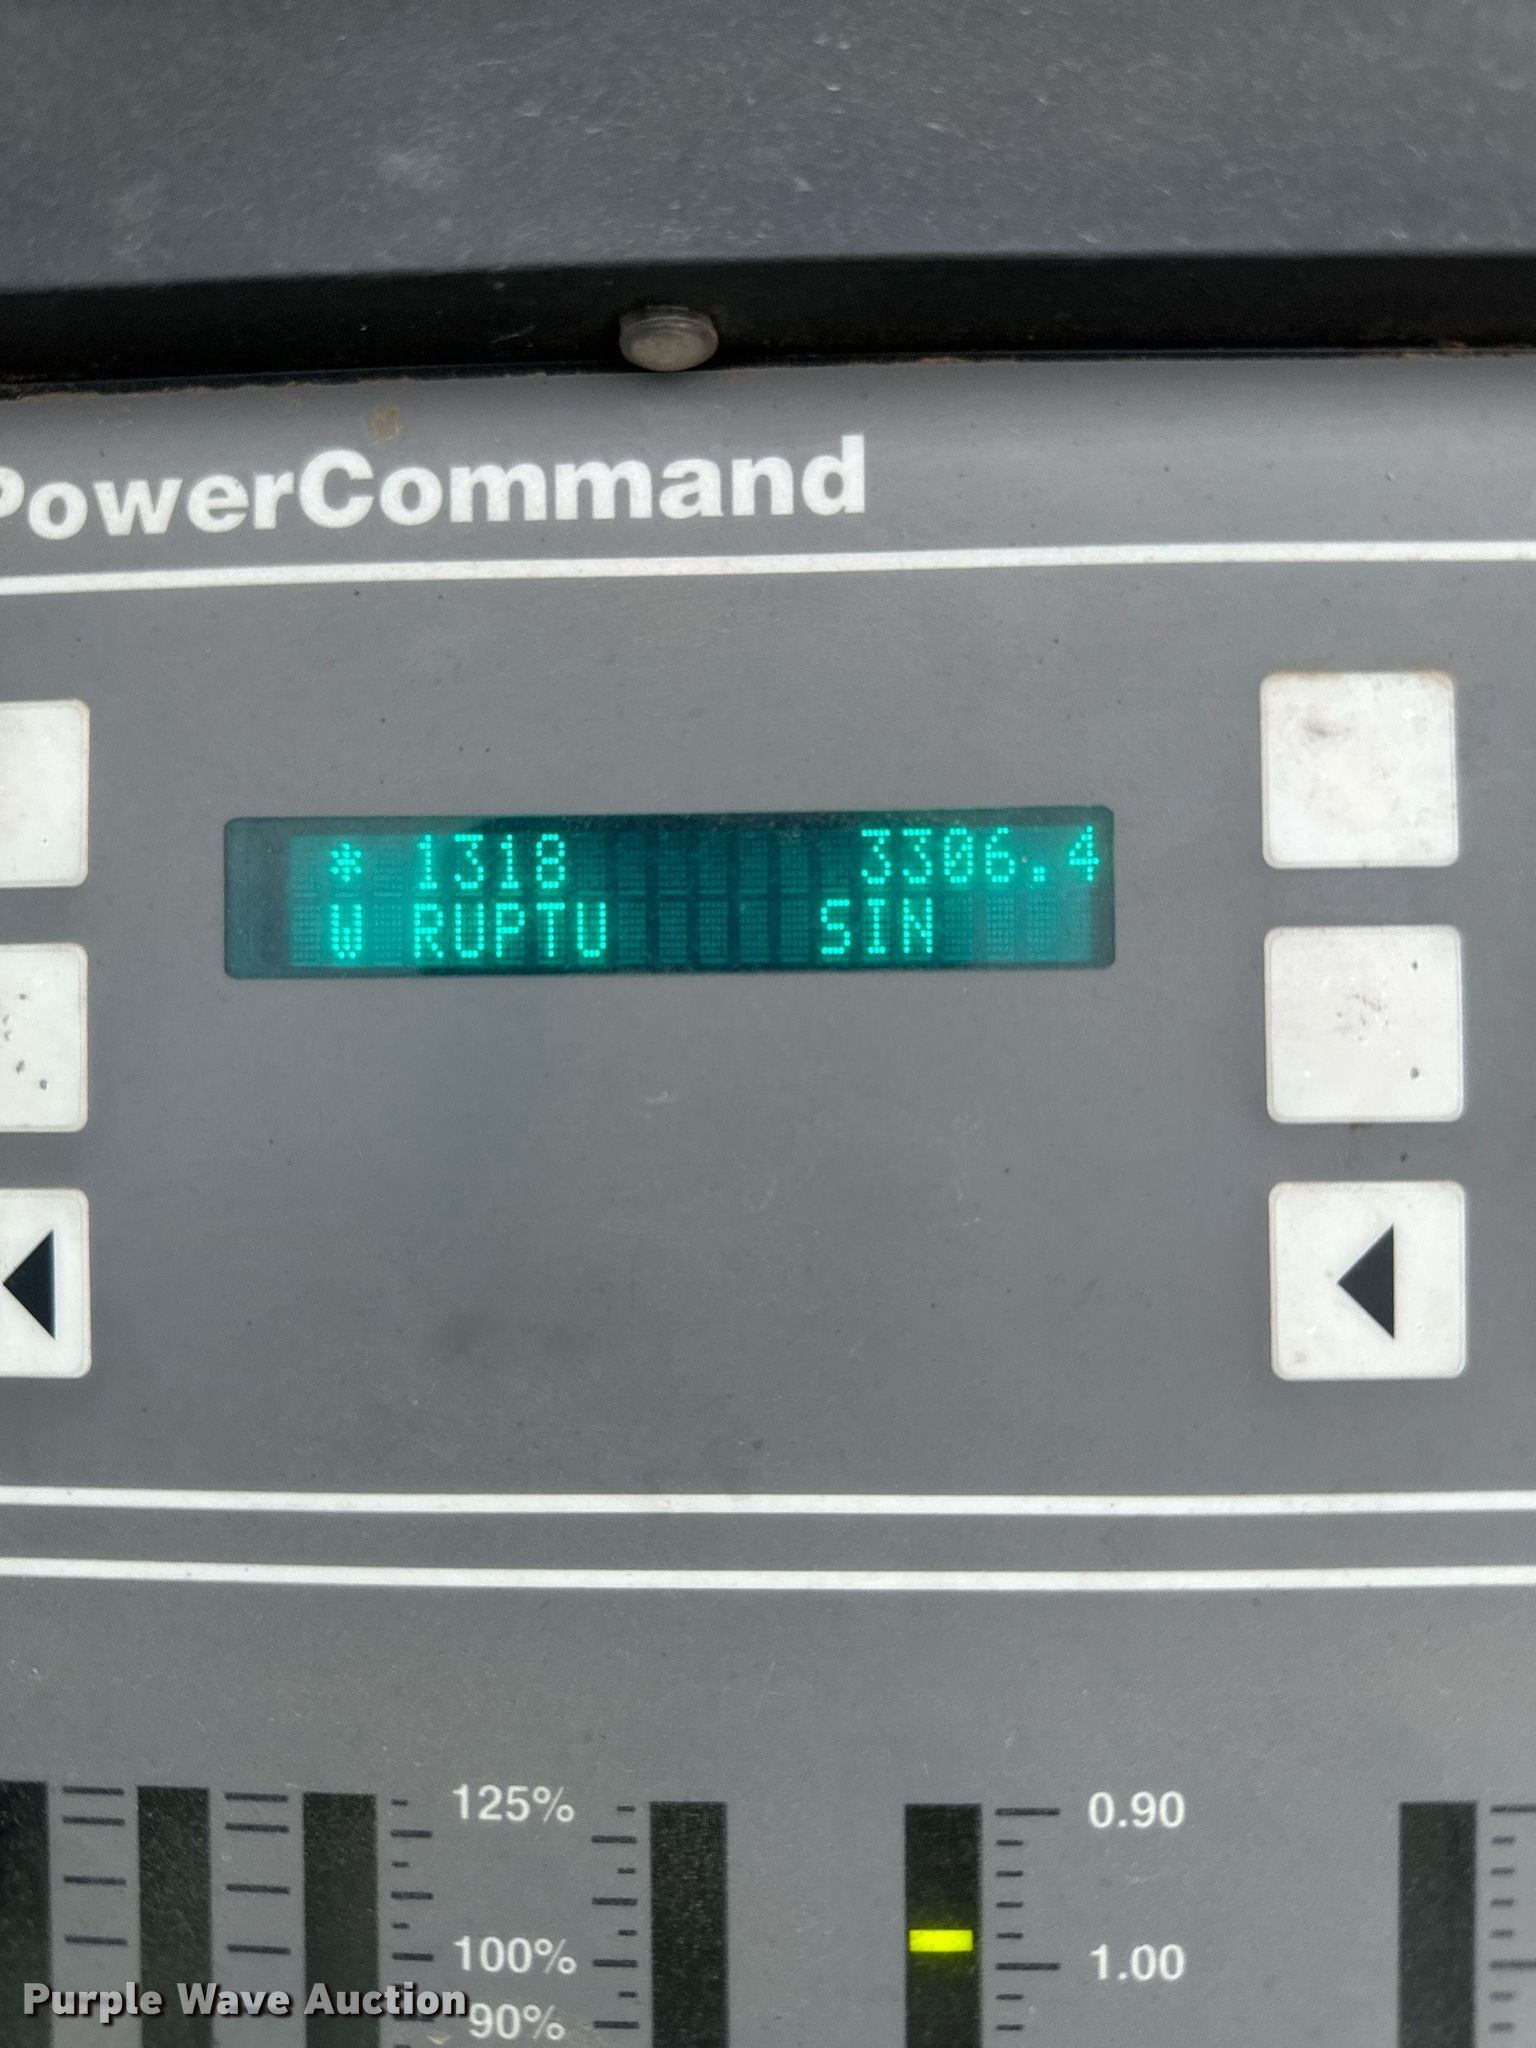 PowerCommand
* 1318 3306.4
W RUPTU SIN
125%
0.90
100%
1.00
90%
Purple Wave Auction